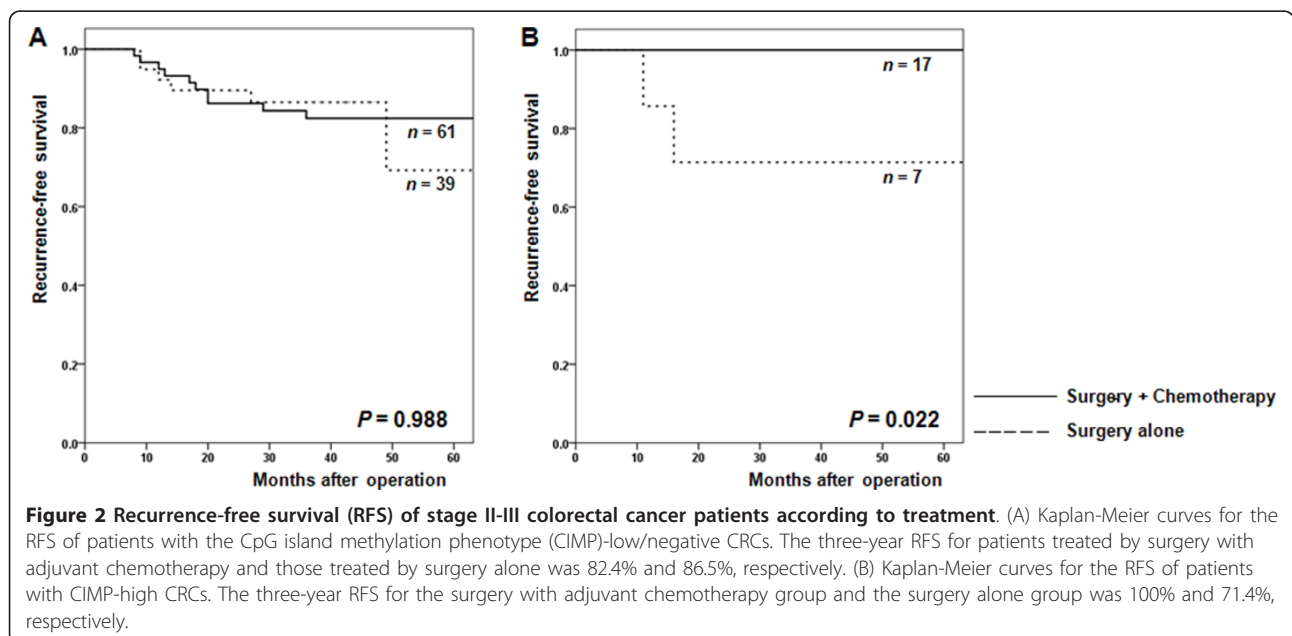 A
Recurrence-free survival
1.0
0.8
0.6
0.4
0.2
0.0
n = 61
n = 39
P = 0.988
0 10 20 30 40 50 60
Months after operation
B
Recurrence-free survival
1.0
0.8
0.6
0.4
0.2
0.0
n = 17
n = 7
P = 0.022
0 10 20 30 40 50 60
Months after operation
Surgery + Chemotherapy
Surgery alone
Figure 2 Recurrence-free survival (RFS) of stage II-III colorectal cancer patients according to treatment. (A) Kaplan-Meier curves for the
RFS of patients with the CpG island methylation phenotype (CIMP)-low/negative CRCs. The three-year RFS for patients treated by surgery with
adjuvant chemotherapy and those treated by surgery alone was 82.4% and 86.5%, respectively. (B) Kaplan-Meier curves for the RFS of patients
with CIMP-high CRCs. The three-year RFS for the surgery with adjuvant chemotherapy group and the surgery alone group was 100% and 71.4%,
respectively.